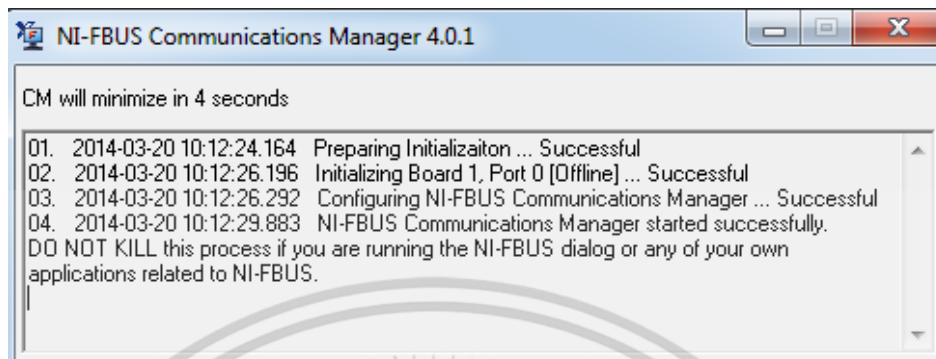 NI-FBUS Communications Manager 4.0.1
CM will minimize in 4 seconds
01. 2014-03-20 10:12:24.164 Preparing Initializaiton ... Successful
02. 2014-03-20 10:12:26.196 Initializing Board 1, Port 0 [Offline] ... Successful
03. 2014-03-20 10:12:26.292 Configuring NI-FBUS Communications Manager ... Successful
04. 2014-03-20 10:12:29.883 NI-FBUS Communications Manager started successfully.
DO NOT KILL this process if you are running the NI-FBUS dialog or any of your own
applications related to NI-FBUS.